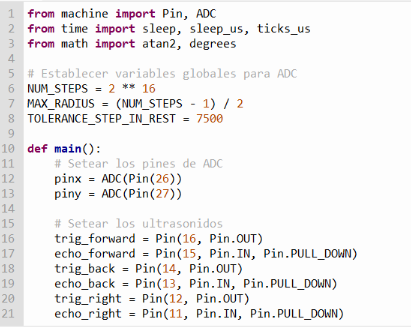 1 from machine import Pin, ADC
2 from time import sleep, sleep_us, ticks_us
3 from math import atan2, degrees
4
5 # Establecer variables globales para ADC
6 NUM_STEPS = 2 ** 16
7 MAX_RADIUS = (NUM_STEPS - 1) / 2
8 TOLERANCE_STEP_IN_REST = 7500
9
10 def main():
11     # Setear los pines de ADC
12     pinx = ADC(Pin(26))
13     piny = ADC(Pin(27))
14
15     # Setear los ultrasonidos
16     trig_forward = Pin(16, Pin.OUT)
17     echo_forward = Pin(15, Pin.IN, Pin.PULL_DOWN)
18     trig_back = Pin(14, Pin.OUT)
19     echo_back = Pin(13, Pin.IN, Pin.PULL_DOWN)
20     trig_right = Pin(12, Pin.OUT)
21     echo_right = Pin(11, Pin.IN, Pin.PULL_DOWN)